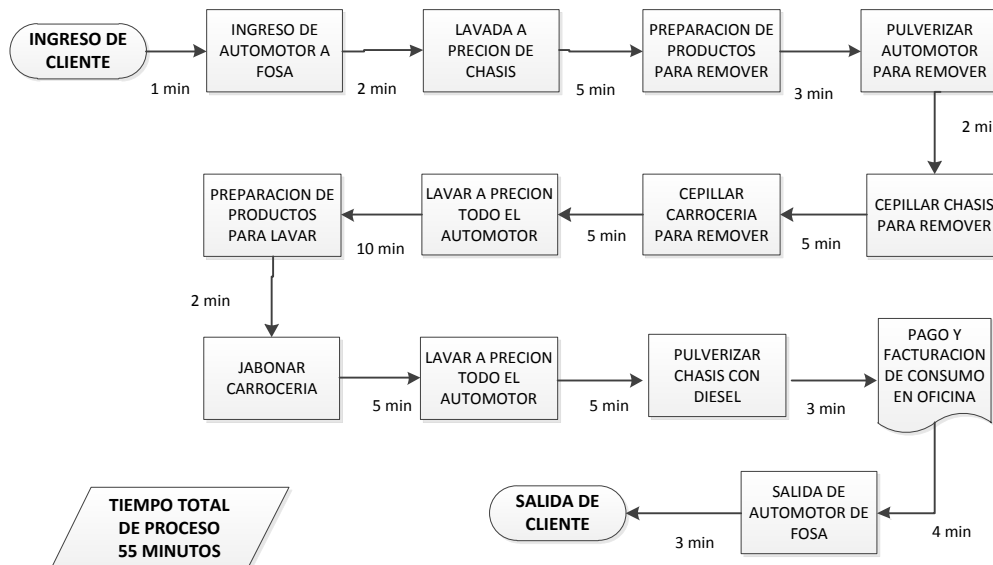 INGRESO DE
CLIENTE
1 min
INGRESO DE
AUTOMOTOR A
FOSA
2 min
LAVADA A
PRECION DE
CHASIS
5 min
PREPARACION DE
PRODUCTOS
PARA REMOVER
3 min
PULVERIZAR
AUTOMOTOR
PARA REMOVER
2 min
CEPILLAR CHASIS
PARA REMOVER
5 min
CEPILLAR
CARROCERIA
PARA REMOVER
5 min
LAVAR A PRECION
TODO EL
AUTOMOTOR
10 min
PREPARACION DE
PRODUCTOS
PARA LAVAR
2 min
JABONAR
CARROCERIA
5 min
LAVAR A PRECION
TODO EL
AUTOMOTOR
5 min
PULVERIZAR
CHASIS CON
DIESEL
3 min
PAGO Y
FACTURACION
DE CONSUMO
EN OFICINA
4 min
SALIDA DE
AUTOMOTOR DE
FOSA
3 min
SALIDA DE
CLIENTE
TIEMPO TOTAL
DE PROCESO
55 MINUTOS